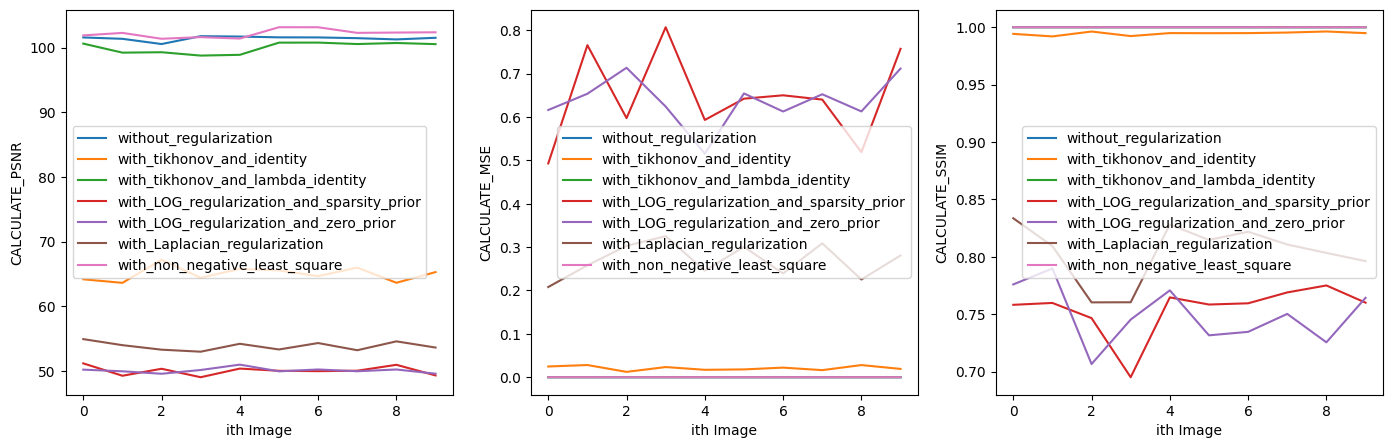 CALCULATE_PSNR
100
90
80
70
60
50
without_regularization
with_tikhonov_and_identity
with_tikhonov_and_lambda_identity
with_LOG_regularization_and_sparsity_prior
with_LOG_regularization_and_zero_prior
with_Laplacian_regularization
with_non_negative_least_square
0 2 4 6 8
ith Image
CALCULATE_MSE
0.8
0.7
0.6
0.5
0.4
0.3
0.2
0.1
0.0
without_regularization
with_tikhonov_and_identity
with_tikhonov_and_lambda_identity
with_LOG_regularization_and_sparsity_prior
with_LOG_regularization_and_zero_prior
with_Laplacian_regularization
with_non_negative_least_square
0 2 4 6 8
ith Image
CALCULATE_SSIM
1.00
0.95
0.90
0.85
0.80
0.75
0.70
without_regularization
with_tikhonov_and_identity
with_tikhonov_and_lambda_identity
with_LOG_regularization_and_sparsity_prior
with_LOG_regularization_and_zero_prior
with_Laplacian_regularization
with_non_negative_least_square
0 2 4 6 8
ith Image